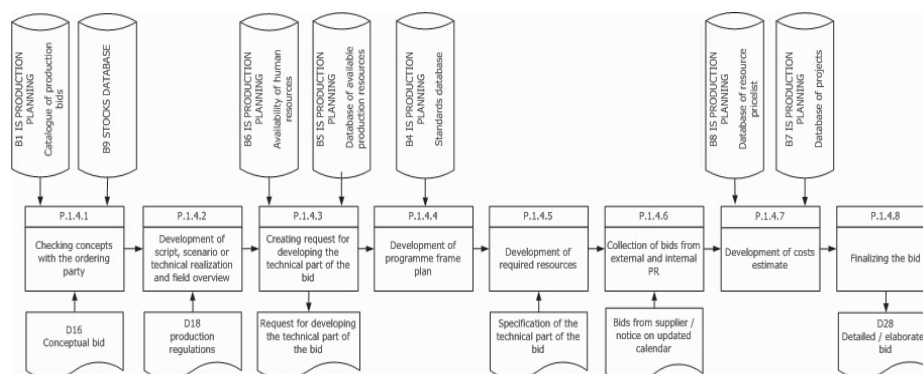 B1 IS PRODUCTION
PLANNING
Catalogue of production
bids
B9 STOCKS DATABASE
B6 IS PRODUCTION
PLANNING
Availability of human
resources
B5 IS PRODUCTION
PLANNING
Database of available
production resources
B4 IS PRODUCTION
PLANNING
Standards database
B8 IS PRODUCTION
PLANNING
Database of resource
pricelist
B7 IS PRODUCTION
PLANNING
Database of projects
P.1.4.1
Checking concepts
with the ordering
party
P.1.4.2
Development of
script, scenario or
technical realization
and field overview
P.1.4.3
Creating request for
developing the
technical part of the
bid
P.1.4.4
Development of
programme frame
plan
P.1.4.5
Development of
required resources
P.1.4.6
Collection of bids from
external and internal
PR
P.1.4.7
Development of costs
estimate
P.1.4.8
Finalizing the bid
D16
Conceptual bid
D18
production
regulations
Request for developing
the technical part of the
bid
Specification of the
technical part of the
bid
Bids from supplier /
notice on updated
calendar
D28
Detailed / elaborate
bid